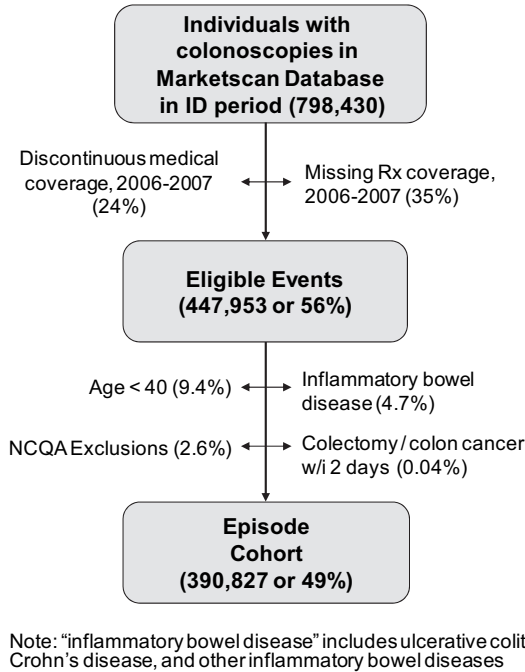 Individuals with
colonoscopies in
Marketscan Database
in ID period (798,430)
Discontinuous medical
coverage, 2006-2007
(24%)
Missing Rx coverage,
2006-2007 (35%)
Eligible Events
(447,953 or 56%)
Age < 40 (9.4%)
Inflammatory bowel
disease (4.7%)
NCQA Exclusions (2.6%)
Colectomy / colon cancer
w/i 2 days (0.04%)
Episode
Cohort
(390,827 or 49%)
Note: “inflammatory bowel disease” includes ulcerative colit
Crohn’s disease, and other inflammatory bowel diseases